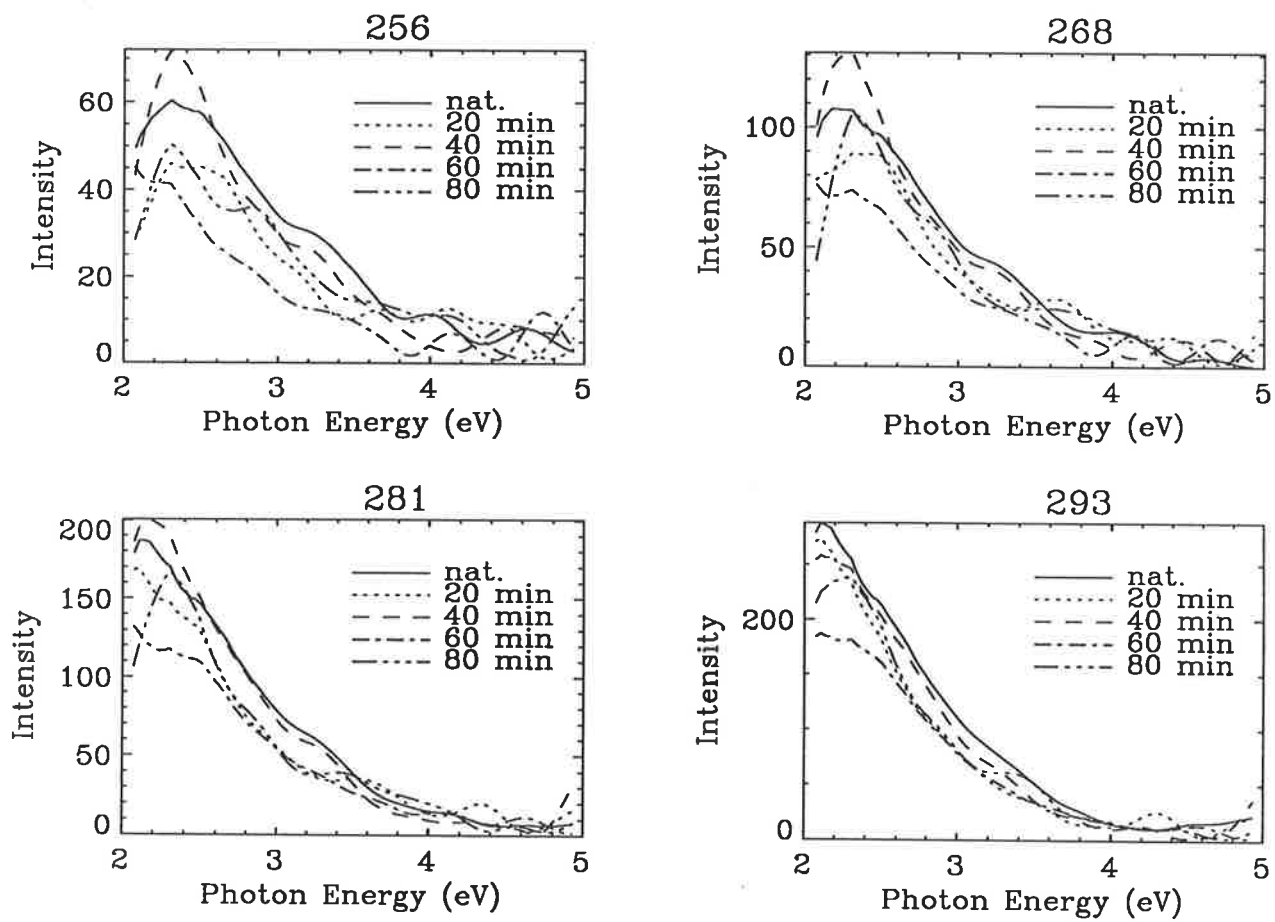 256
Intensity
60
40
20
0
2
3
4
5
Photon Energy (eV)
nat.
20 min
40 min
60 min
80 min
268
Intensity
100
50
0
2
3
4
5
Photon Energy (eV)
nat.
20 min
40 min
60 min
80 min
281
Intensity
200
150
100
50
0
2
3
4
5
Photon Energy (eV)
nat.
20 min
40 min
60 min
80 min
293
Intensity
200
0
2
3
4
5
Photon Energy (eV)
nat.
20 min
40 min
60 min
80 min